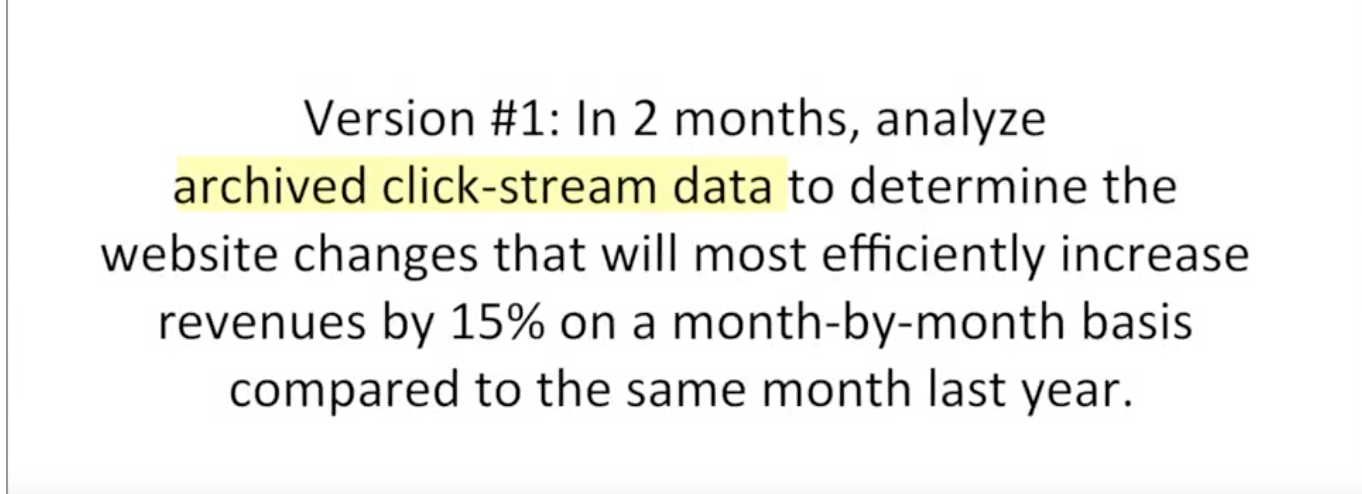 Version #1: In 2 months, analyze
archived click-stream data to determine the
website changes that will most efficiently increase
revenues by 15% on a month-by-month basis
compared to the same month last year.